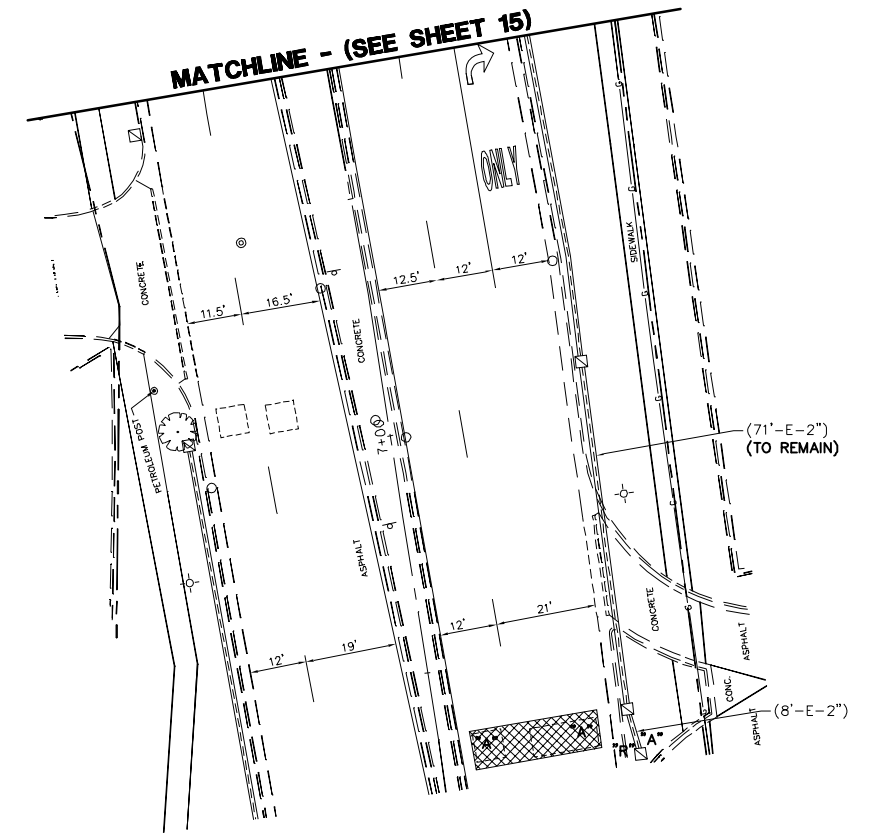 MATCHLINE - (SEE SHEET 15)
ONLY
SIDEWALK
CONCRETE
12.5'
12'
12'
11.5'
16.5'
CONCRETE
PETROLEUM POST
7+00
(71'-E-2")
(TO REMAIN)
ASPHALT
CONCRETE
12'
21'
12'
19'
ASPHALT
CONC.
ASPHALT
(8'-E-2")
"A"
"A"
"R"
"A"